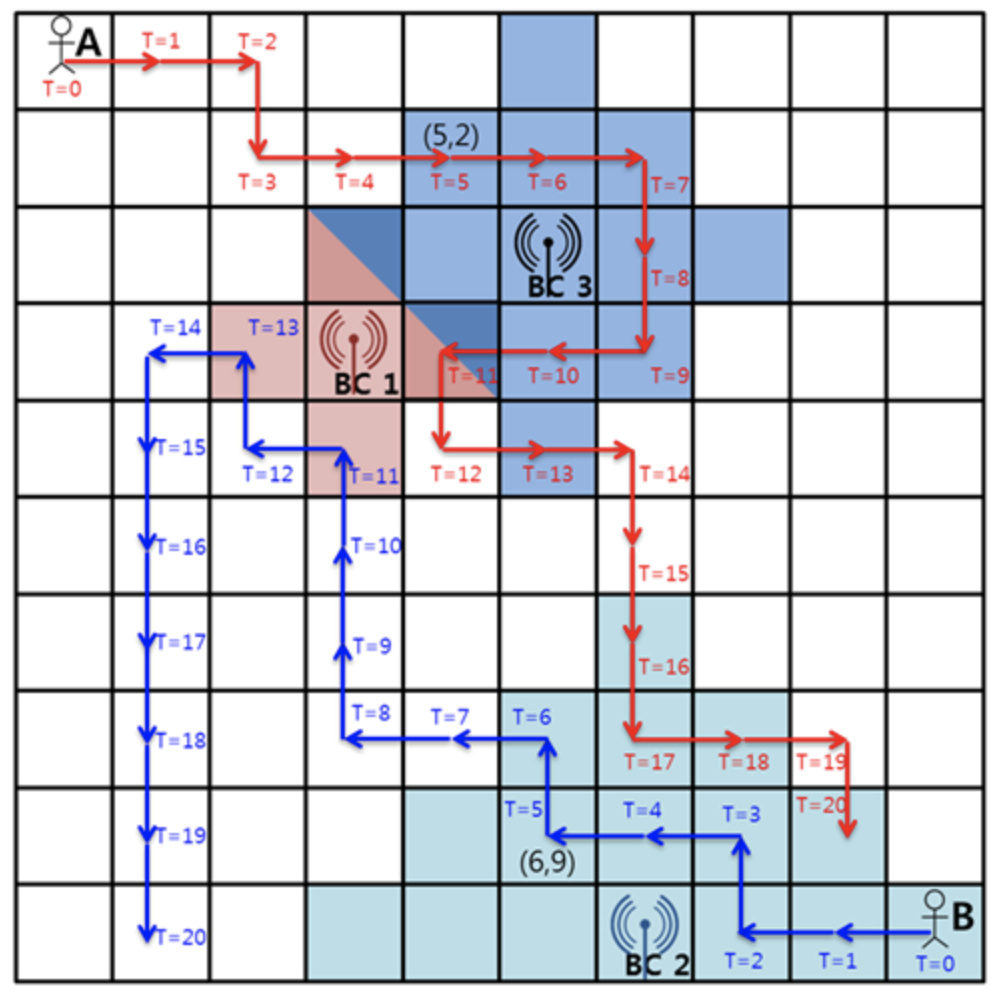 A
T=1
T=2
T=0
(5,2)
T=3
T=4
T=5
T=6
T=7
BC 3
T=8
T=14
T=13
BC 1
T=11
T=10
T=9
T=15
T=12
T=11
T=12
T=13
T=14
T=16
T=10
T=15
T=17
T=9
T=16
T=8
T=7
T=6
T=18
T=17
T=18
T=19
T=5
T=4
T=3
T=20
T=19
(6,9)
B
T=20
BC 2
T=2
T=1
T=0